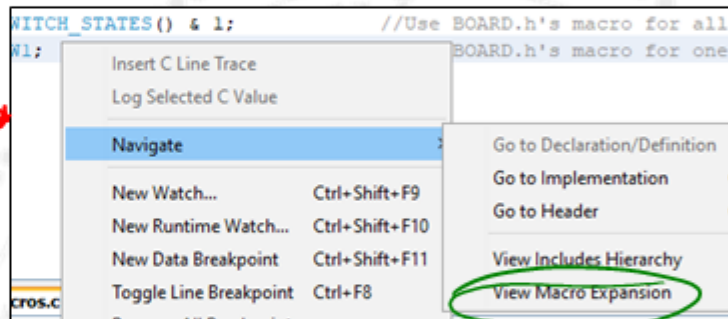 WITCH_STATES() & 1; //Use BOARD.h's macro for all
W1; BOARD.h's macro for one
Insert C Line Trace
Log Selected C Value
Navigate
Go to Declaration/Definition
Go to Implementation
Go to Header
New Watch... Ctrl+Shift+F9
New Runtime Watch... Ctrl+Shift+F10
New Data Breakpoint Ctrl+Shift+F11
View Includes Hierarchy
Toggle Line Breakpoint Ctrl+F8
View Macro Expansion
cros.c